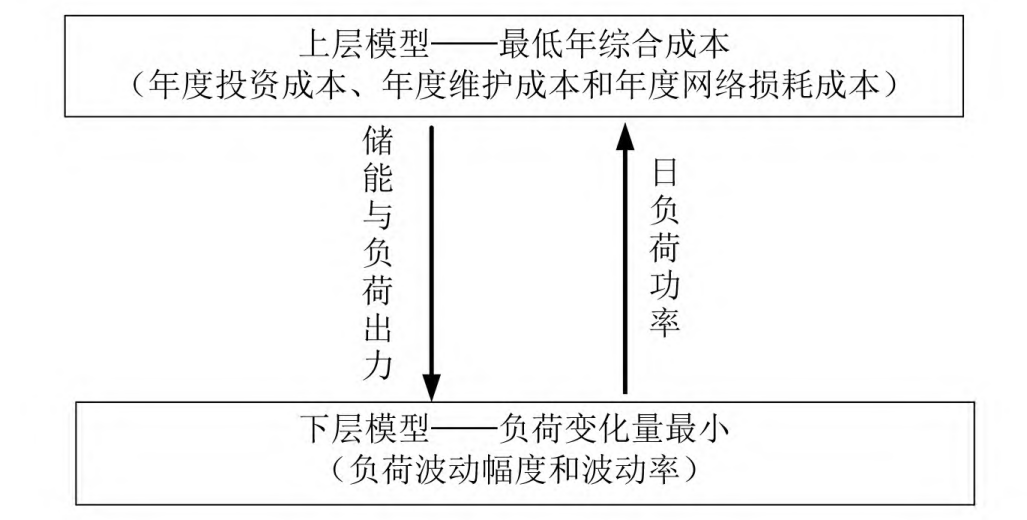 上层模型——最低年综合成本
（年度投资成本、年度维护成本和年度网络损耗成本）
储能与负荷出力
日负荷功率
下层模型——负荷变化量最小
（负荷波动幅度和波动率）